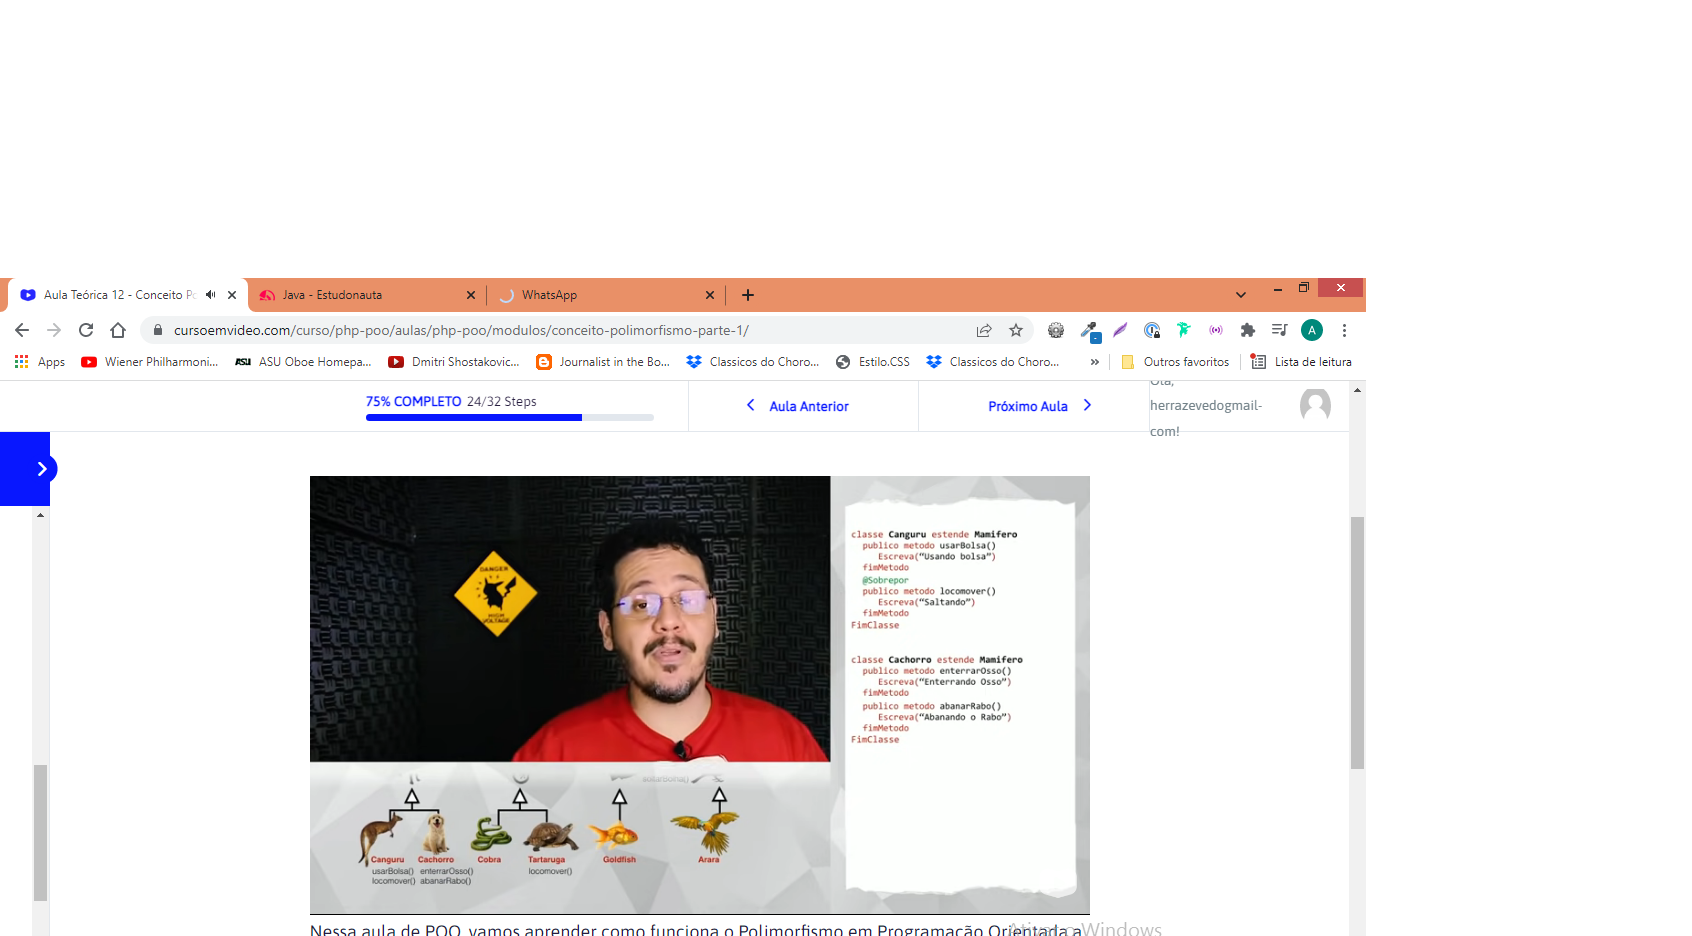 Aula Teórica 12 - Conceito Po
Java - Estudonauta
WhatsApp
cursoemvideo.com/curso/php-poo/aulas/php-poo/modulos/conceito-polimorfismo-parte-1/
A
Apps
Wiener Philharmoni...
ASU ASU Oboe Homepa...
Dmitri Shostakovic...
Journalist in the Bo...
Classicos do Choro...
Estilo.CSS
Classicos do Choro...
»
Outros favoritos
Lista de leitura
75% COMPLETO 24/32 Steps
Aula Anterior
Próximo Aula
Olá,
herrazevedogmail-
com!
DANGER
HIGH
VOLTAGE
classe Canguru estende Mamifero
publico metodo usarBolsa()
Escreva(“Usando bolsa”)
fimMetodo
@Sobrepor
publico metodo locomover()
Escreva(“Saltando”)
fimMetodo
FimClasse
classe Cachorro estende Mamifero
publico metodo enterrarOsso()
Escreva(“Enterrando Osso”)
fimMetodo
publico metodo abanarRabo()
Escreva(“Abanando o Rabo”)
fimMetodo
FimClasse
Canguru
usarBolsa()
locomover()
Cachorro
enterrarOsso()
abanarRabo()
Cobra
Tartaruga
locomover()
Goldfish
Arara
Nessa aula de POO, vamos aprender como funciona o Polimorfismo em Programação Orientada a
Ativar o Windows